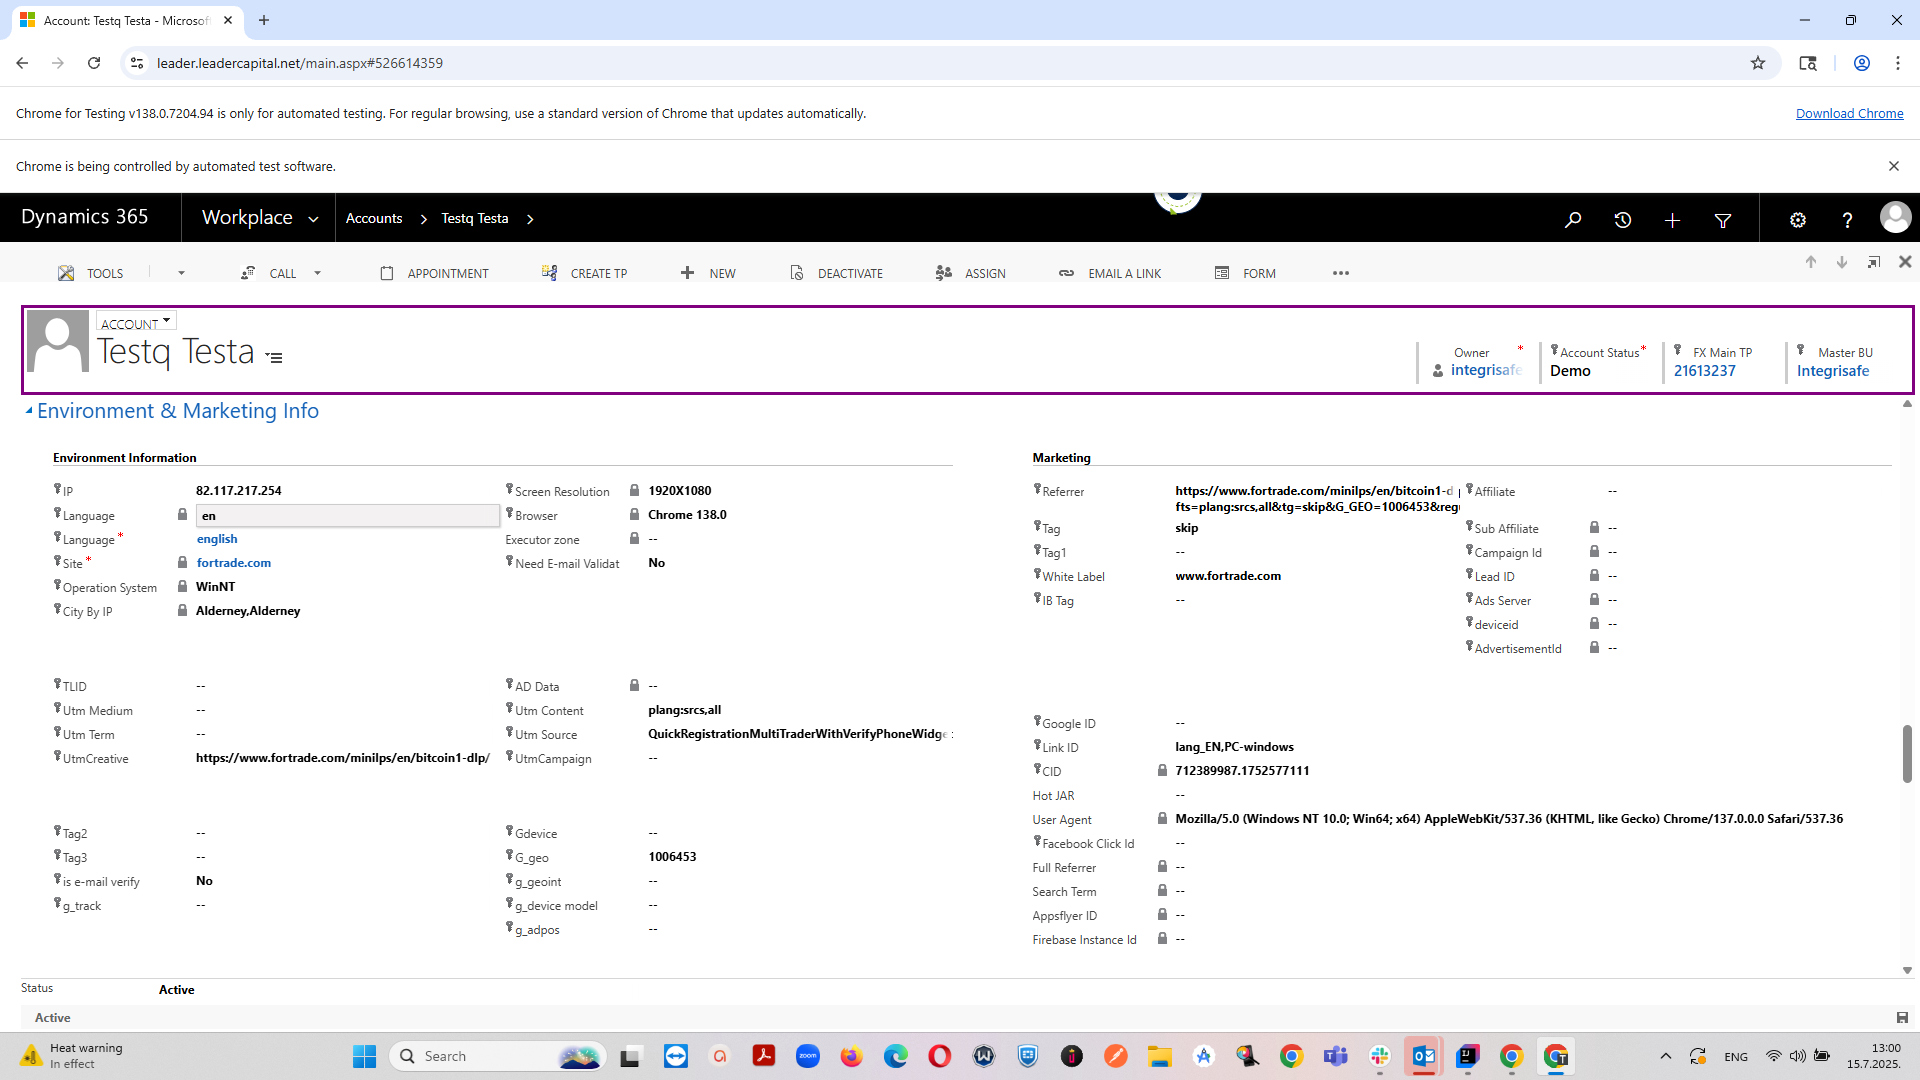 Account: Testq Testa - Microsof
leader.leadercapital.net/main.aspx#526614359
Chrome for Testing v138.0.7204.94 is only for automated testing. For regular browsing, use a standard version of Chrome that updates automatically.
Download Chrome
Chrome is being controlled by automated test software.
Dynamics 365
Workplace
Accounts
Testq Testa
TOOLS
CALL
APPOINTMENT
CREATE TP
NEW
DEACTIVATE
ASSIGN
EMAIL A LINK
FORM
ACCOUNT
Testq Testa
Owner *
integrisafe
Account Status *
Demo
FX Main TP
21613237
Master BU
Integrisafe
Environment & Marketing Info
Environment Information
IP 82.117.217.254
Language en
Language * english
Site * fortrade.com
Operation System WinNT
City By IP Alderney,Alderney
Screen Resolution 1920X1080
Browser Chrome 138.0
Executor zone --
Need E-mail Validat No
TLID --
Utm Medium --
Utm Term --
UtmCreative https://www.fortrade.com/minilps/en/bitcoin1-dlp/
AD Data --
Utm Content plang:srcs,all
Utm Source QuickRegistrationMultiTraderWithVerifyPhoneWidge
UtmCampaign --
Tag2 --
Tag3 --
is e-mail verify No
g_track --
Gdevice --
G_geo 1006453
g_geoint --
g_device model --
g_adpos --
Marketing
Referrer https://www.fortrade.com/minilps/en/bitcoin1-d
fts=plang:srcs,all&tg=skip&G_GEO=1006453&reg
Tag skip
Tag1 --
White Label www.fortrade.com
IB Tag --
Affiliate --
Sub Affiliate --
Campaign Id --
Lead ID --
Ads Server --
deviceid --
AdvertisementId --
Google ID --
Link ID lang_EN,PC-windows
CID 712389987.1752577111
Hot JAR --
User Agent Mozilla/5.0 (Windows NT 10.0; Win64; x64) AppleWebKit/537.36 (KHTML, like Gecko) Chrome/137.0.0.0 Safari/537.36
Facebook Click Id --
Full Referrer --
Search Term --
Appsflyer ID --
Firebase Instance Id --
Status Active
Active
Heat warning
In effect
Search
zoom
ENG
13:00
15.7.2025.